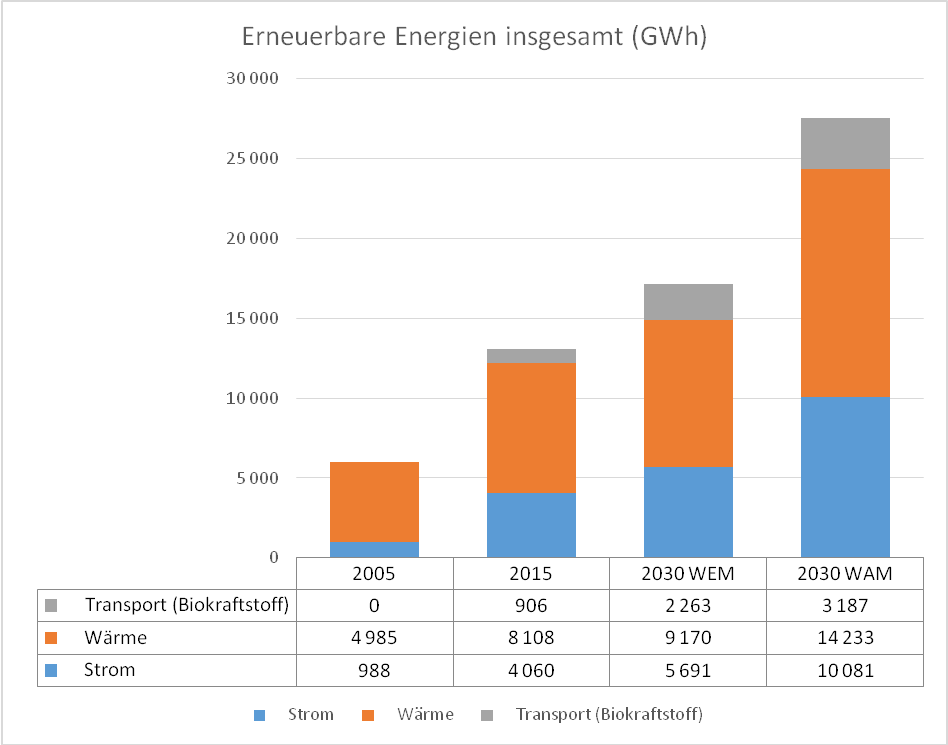 Erneuerbare Energien insgesamt (GWh)
30 000
25 000
20 000
15 000
10 000
5 000
0
2005 2015 2030 WEM 2030 WAM
Transport (Biokraftstoff) 0 906 2 263 3 187
Wärme 4 985 8 108 9 170 14 233
Strom 988 4 060 5 691 10 081
Strom Wärme Transport (Biokraftstoff)